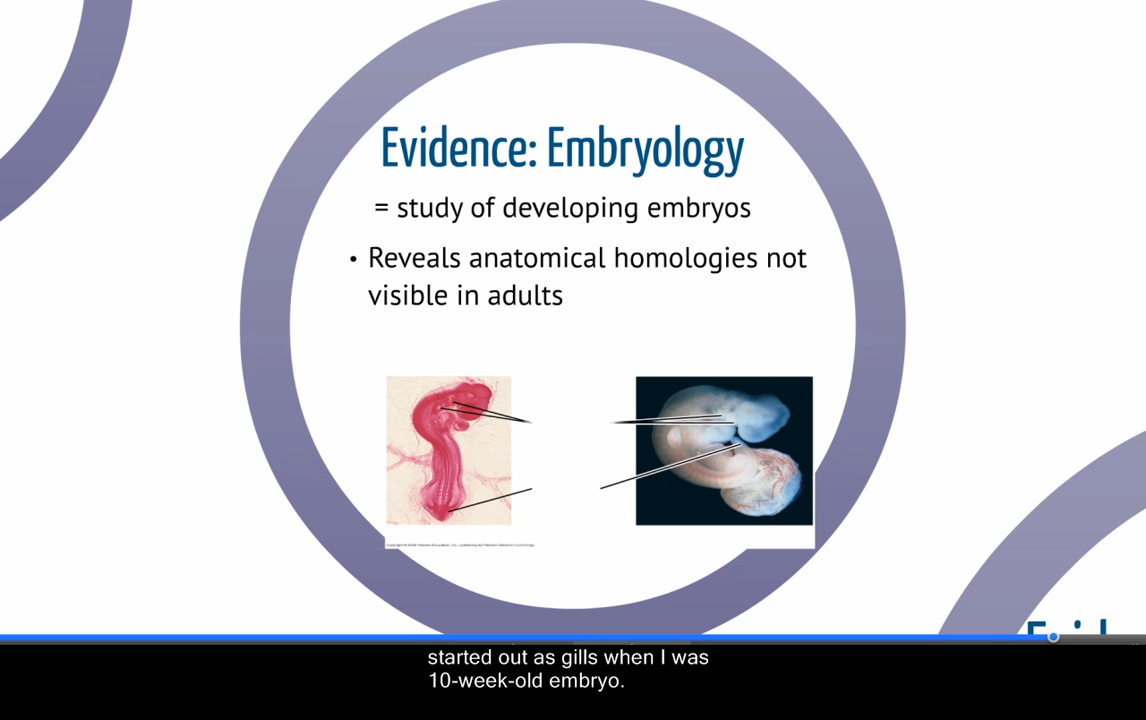 Evidence: Embryology
= study of developing embryos
• Reveals anatomical homologies not
visible in adults
started out as gills when I was
10-week-old embryo.